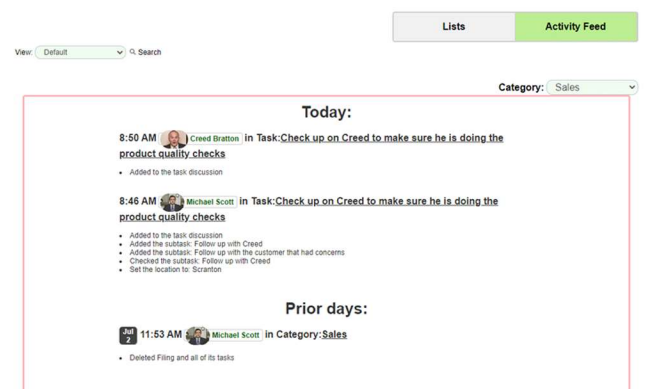 Lists
Activity Feed
View: Default Search
Category: Sales
Today:
8:50 AM Creed Bratton in Task:Check up on Creed to make sure he is doing the
product quality checks
• Added to the task discussion
8:46 AM Michael Scott in Task:Check up on Creed to make sure he is doing the
product quality checks
• Added to the task discussion
• Added the subtask: Follow up with Creed
• Added the subtask: Follow up with the customer that had concerns
• Checked the subtask: Follow up with Creed
• Set the location to: Scranton
Prior days:
Jul
2
11:53 AM Michael Scott in Category:Sales
• Deleted Filing and all of its tasks